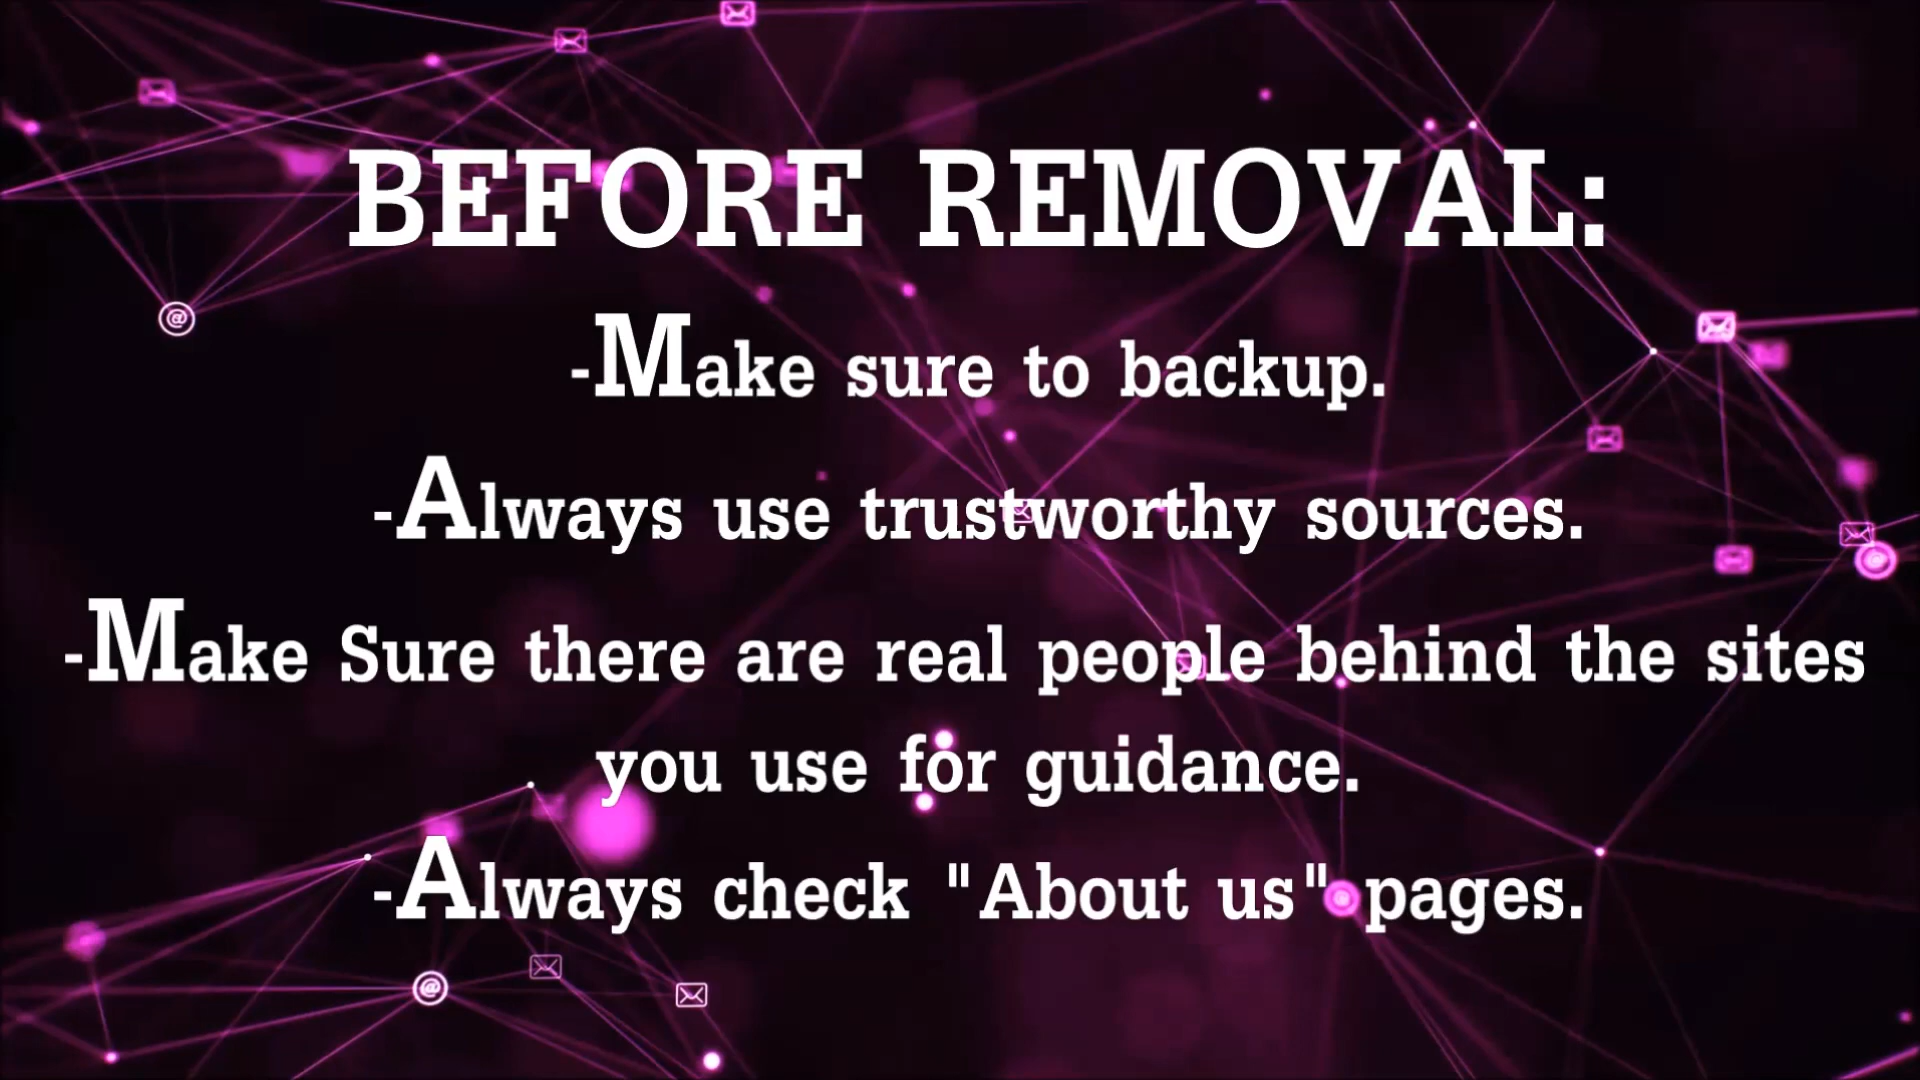 BEFORE REMOVAL:
-Make sure to backup.
-Always use trustworthy sources.
-Make Sure there are real people behind the sites
you use for guidance.
-Always check "About us" pages.